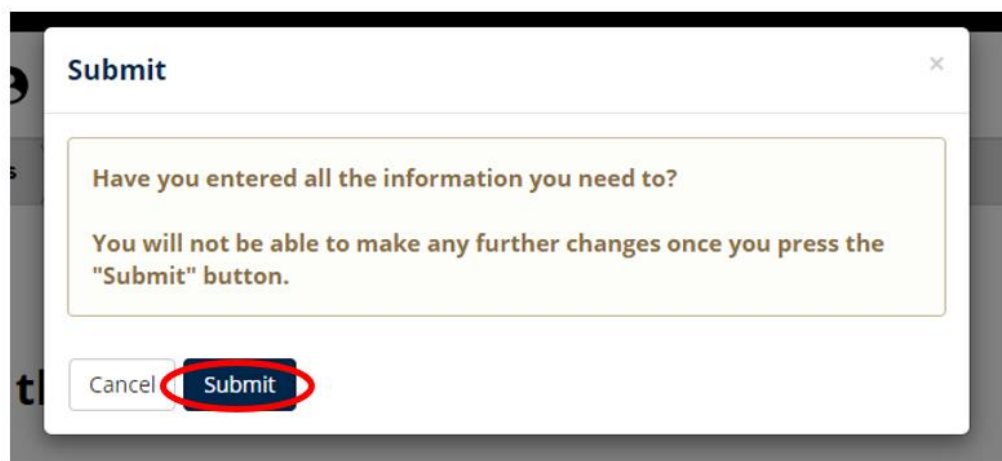 Submit ×
Have you entered all the information you need to?
You will not be able to make any further changes once you press the
"Submit" button.
Cancel Submit